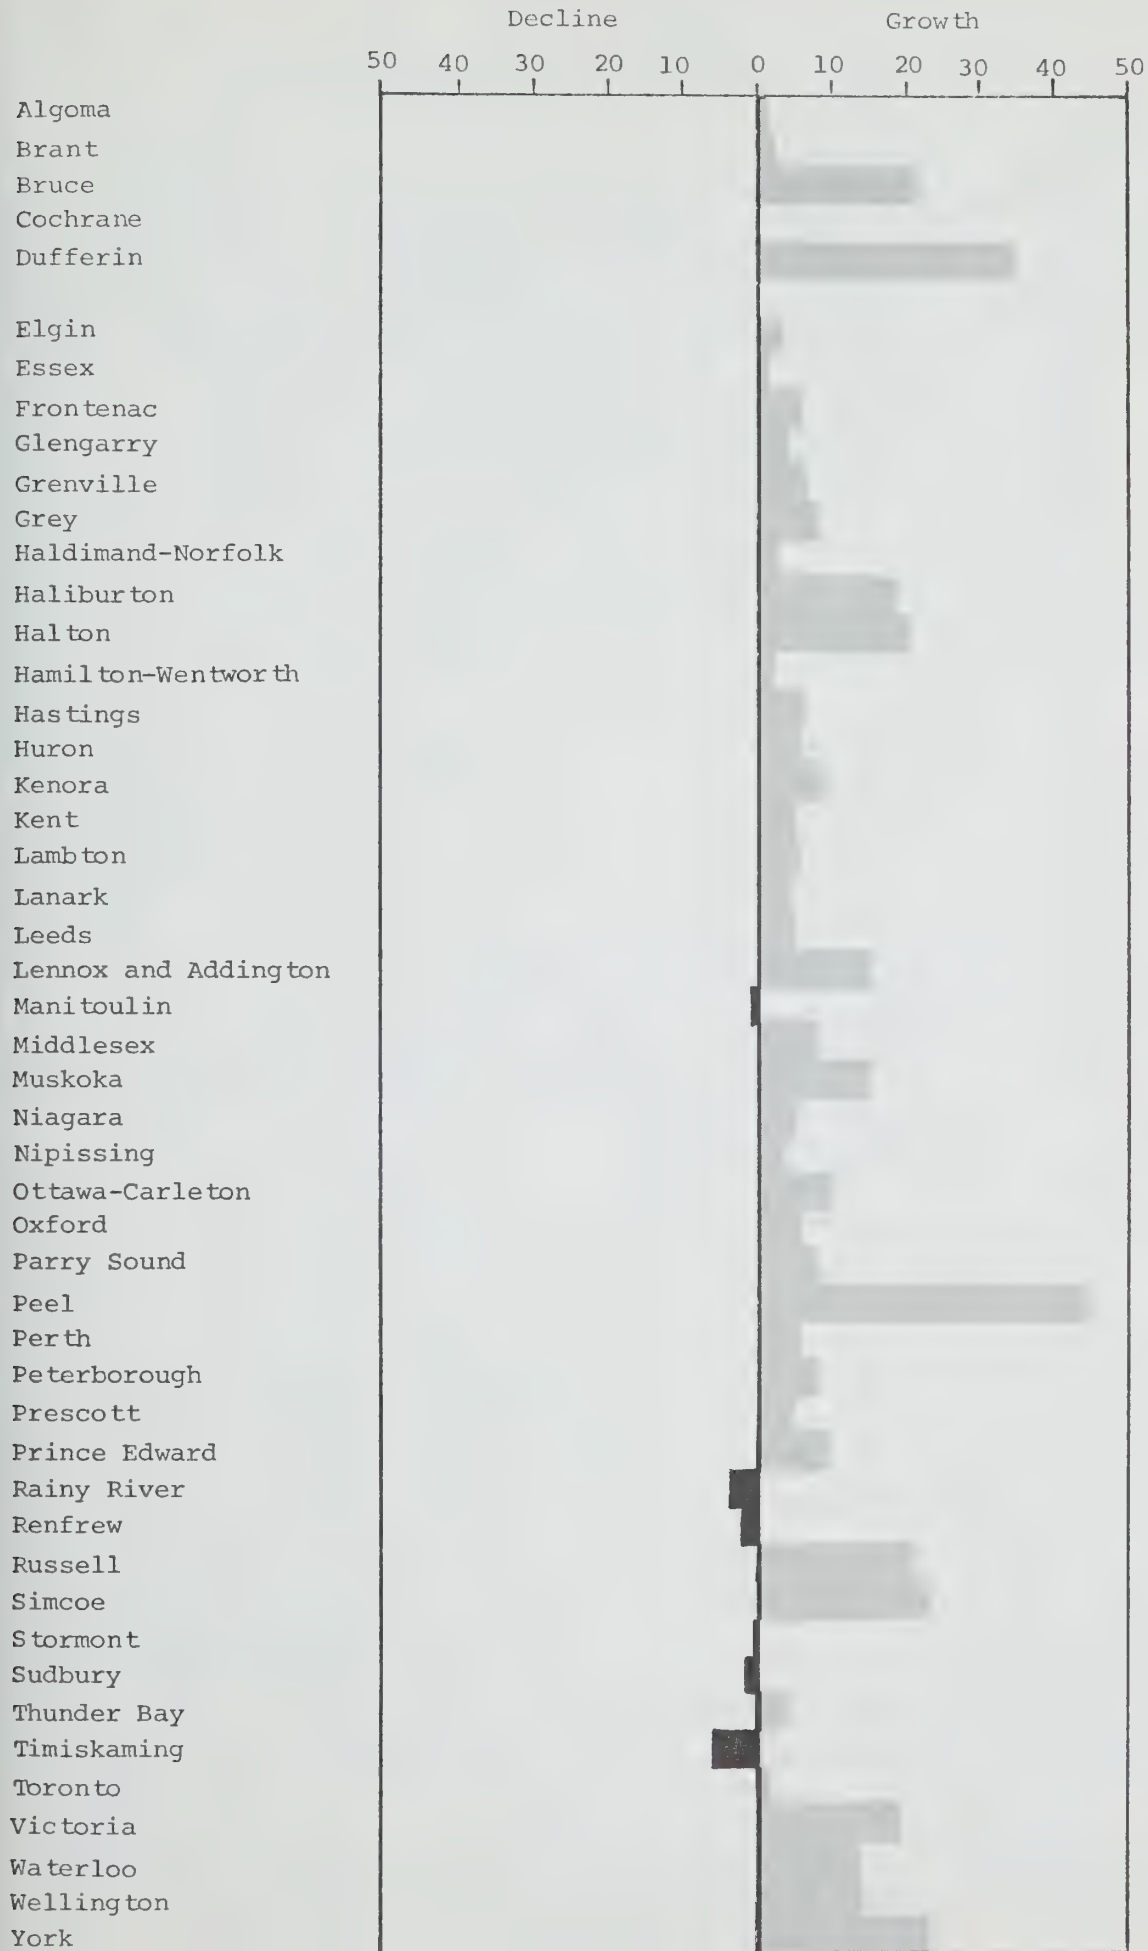 Decline Growth
50 40 30 20 10 0 10 20 30 40 50
Algoma
Brant
Bruce
Cochrane
Dufferin
Elgin
Essex
Frontenac
Glengarry
Grenville
Grey
Haldimand-Norfolk
Haliburton
Halton
Hamilton-Wentworth
Hastings
Huron
Kenora
Kent
Lambton
Lanark
Leeds
Lennox and Addington
Manitoulin
Middlesex
Muskoka
Niagara
Nipissing
Ottawa-Carleton
Oxford
Parry Sound
Peel
Perth
Peterborough
Prescott
Prince Edward
Rainy River
Renfrew
Russell
Simcoe
Stormont
Sudbury
Thunder Bay
Timiskaming
Toronto
Victoria
Waterloo
Wellington
York